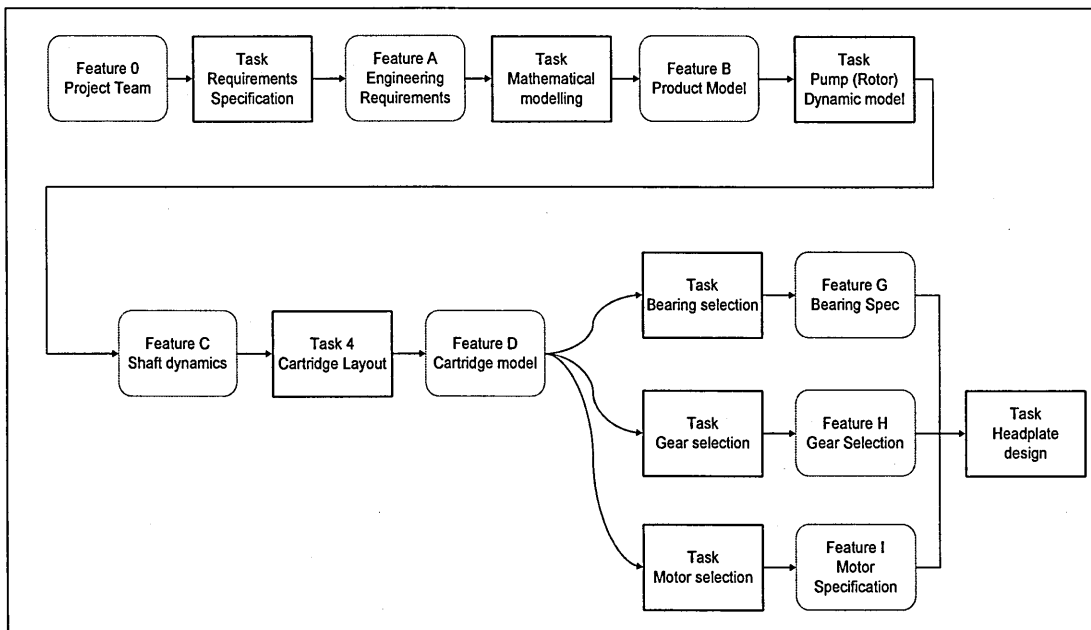 Feature 0
Project Team
Task
Requirements
Specification
Feature A
Engineering
Requirements
Task
Mathematical
modelling
Feature B
Product Model
Task
Pump (Rotor)
Dynamic model
Feature C
Shaft dynamics
Task 4
Cartridge Layout
Feature D
Cartridge model
Task
Bearing selection
Feature G
Bearing Spec
Task
Gear selection
Feature H
Gear Selection
Task
Headplate
design
Task
Motor selection
Feature I
Motor
Specification